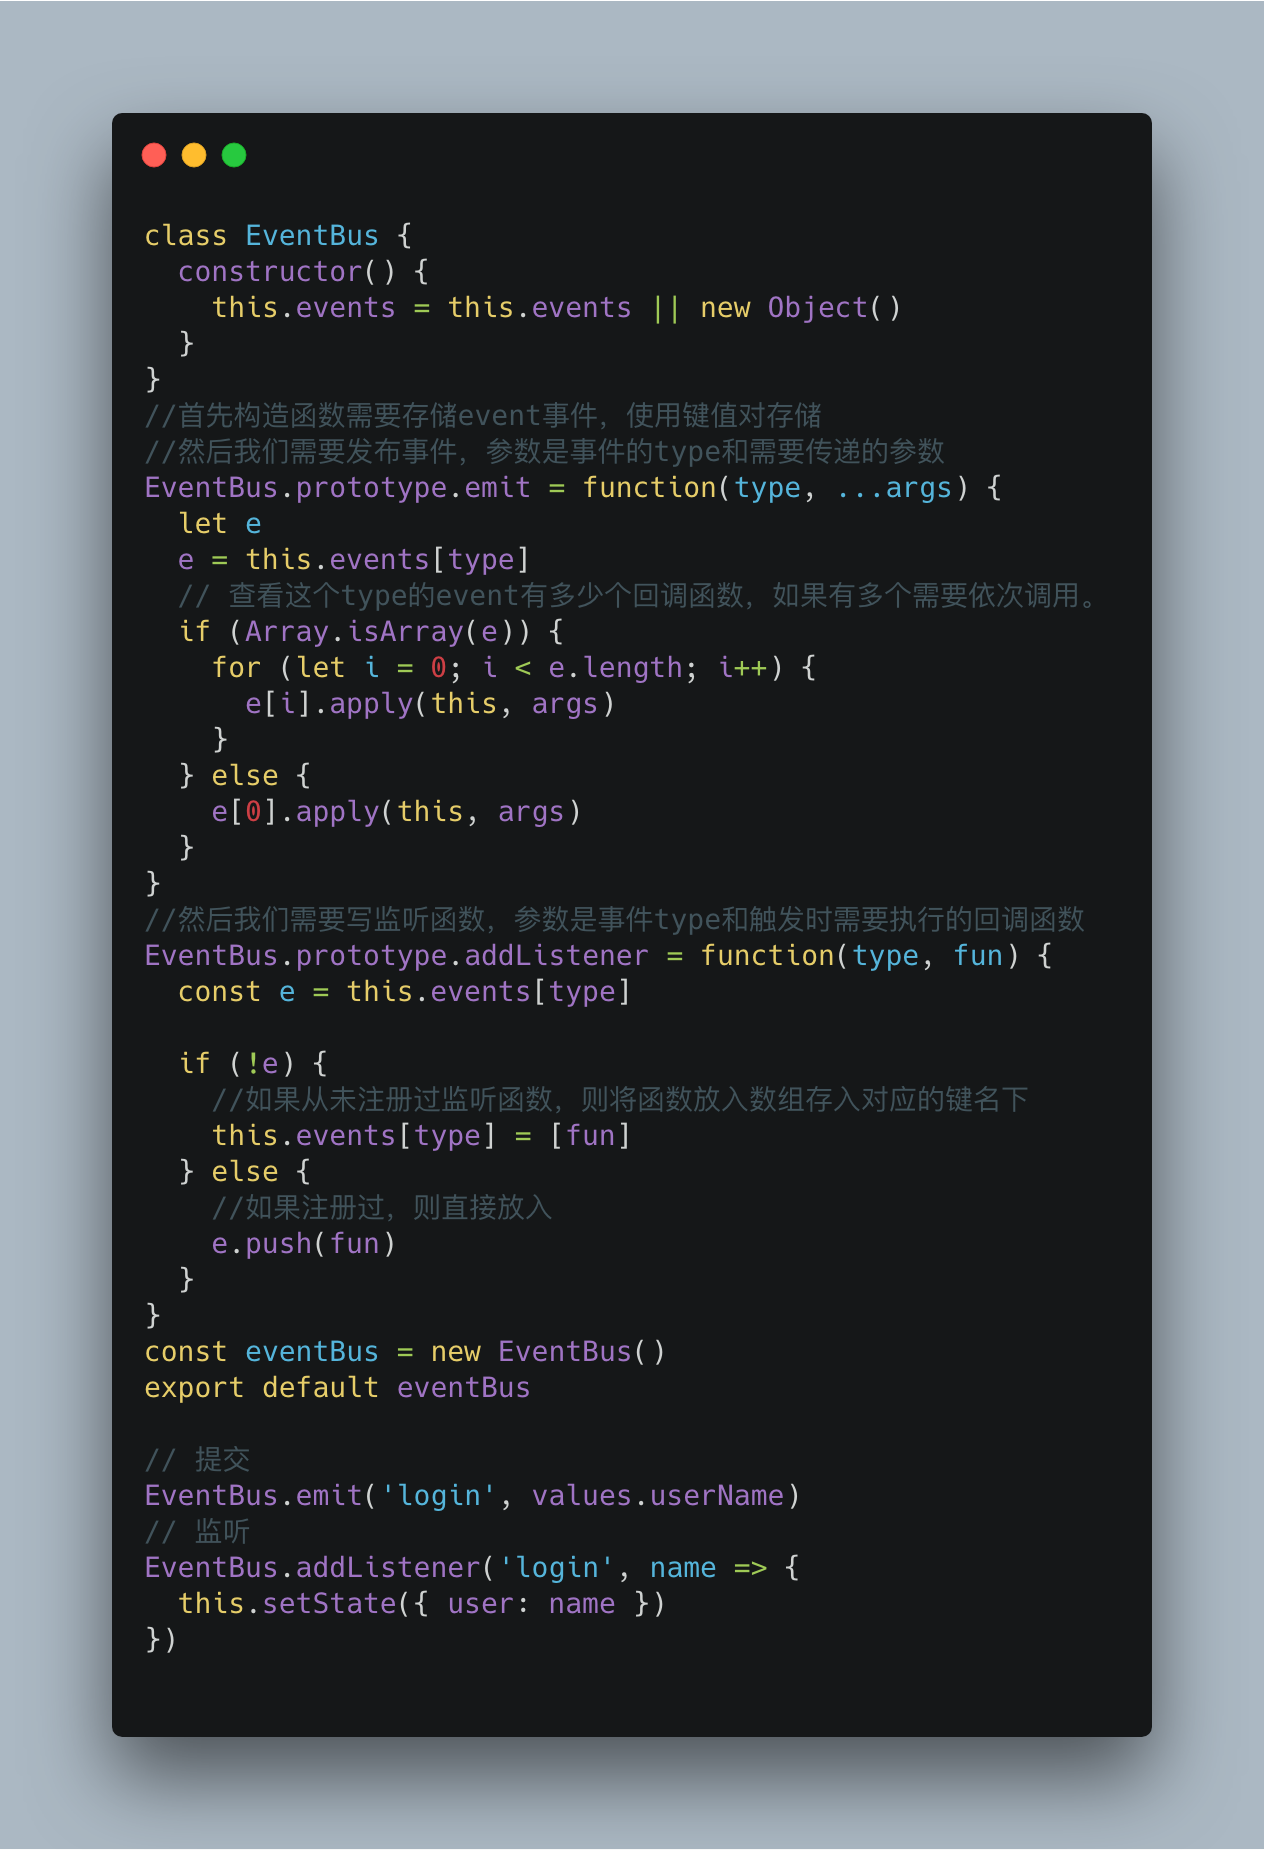 class EventBus {
  constructor() {
    this.events = this.events || new Object()
  }
}
//首先构造函数需要存储event事件，使用键值对存储
//然后我们需要发布事件，参数是事件的type和需要传递的参数
EventBus.prototype.emit = function(type, ...args) {
  let e
  e = this.events[type]
  // 查看这个type的event有多少个回调函数，如果有多个需要依次调用。
  if (Array.isArray(e)) {
    for (let i = 0; i < e.length; i++) {
      e[i].apply(this, args)
    }
  } else {
    e[0].apply(this, args)
  }
}
//然后我们需要写监听函数，参数是事件type和触发时需要执行的回调函数
EventBus.prototype.addListener = function(type, fun) {
  const e = this.events[type]

  if (!e) {
    //如果从未注册过监听函数，则将函数放入数组存入对应的键名下
    this.events[type] = [fun]
  } else {
    //如果注册过，则直接放入
    e.push(fun)
  }
}
const eventBus = new EventBus()
export default eventBus

// 提交
EventBus.emit('login', values.userName)
// 监听
EventBus.addListener('login', name => {
  this.setState({ user: name })
})